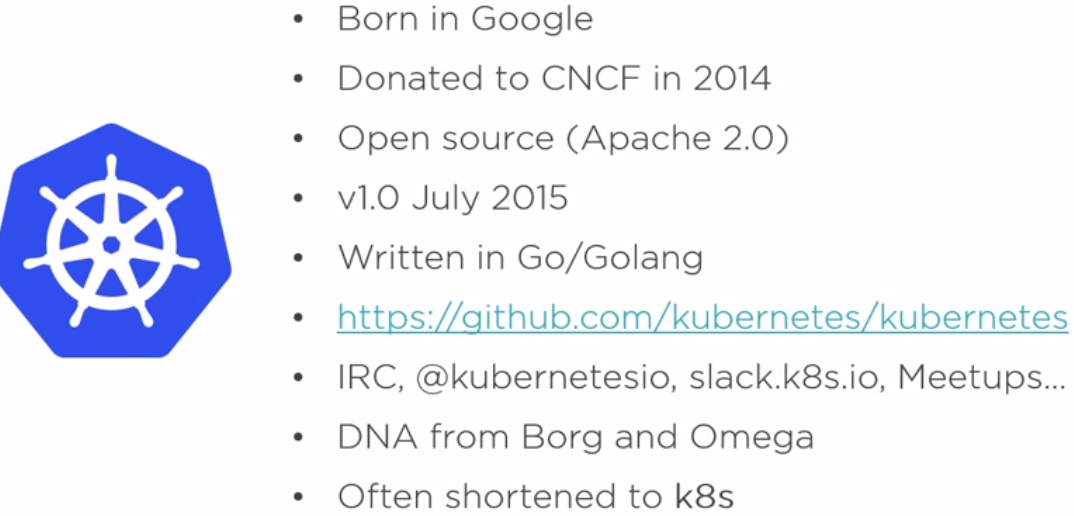 • Born in Google
• Donated to CNCF in 2014
• Open source (Apache 2.0)
• v1.0 July 2015
• Written in Go/Golang
• https://github.com/kubernetes/kubernetes
• IRC, @kubernetesio, slack.k8s.io, Meetups...
• DNA from Borg and Omega
• Often shortened to k8s